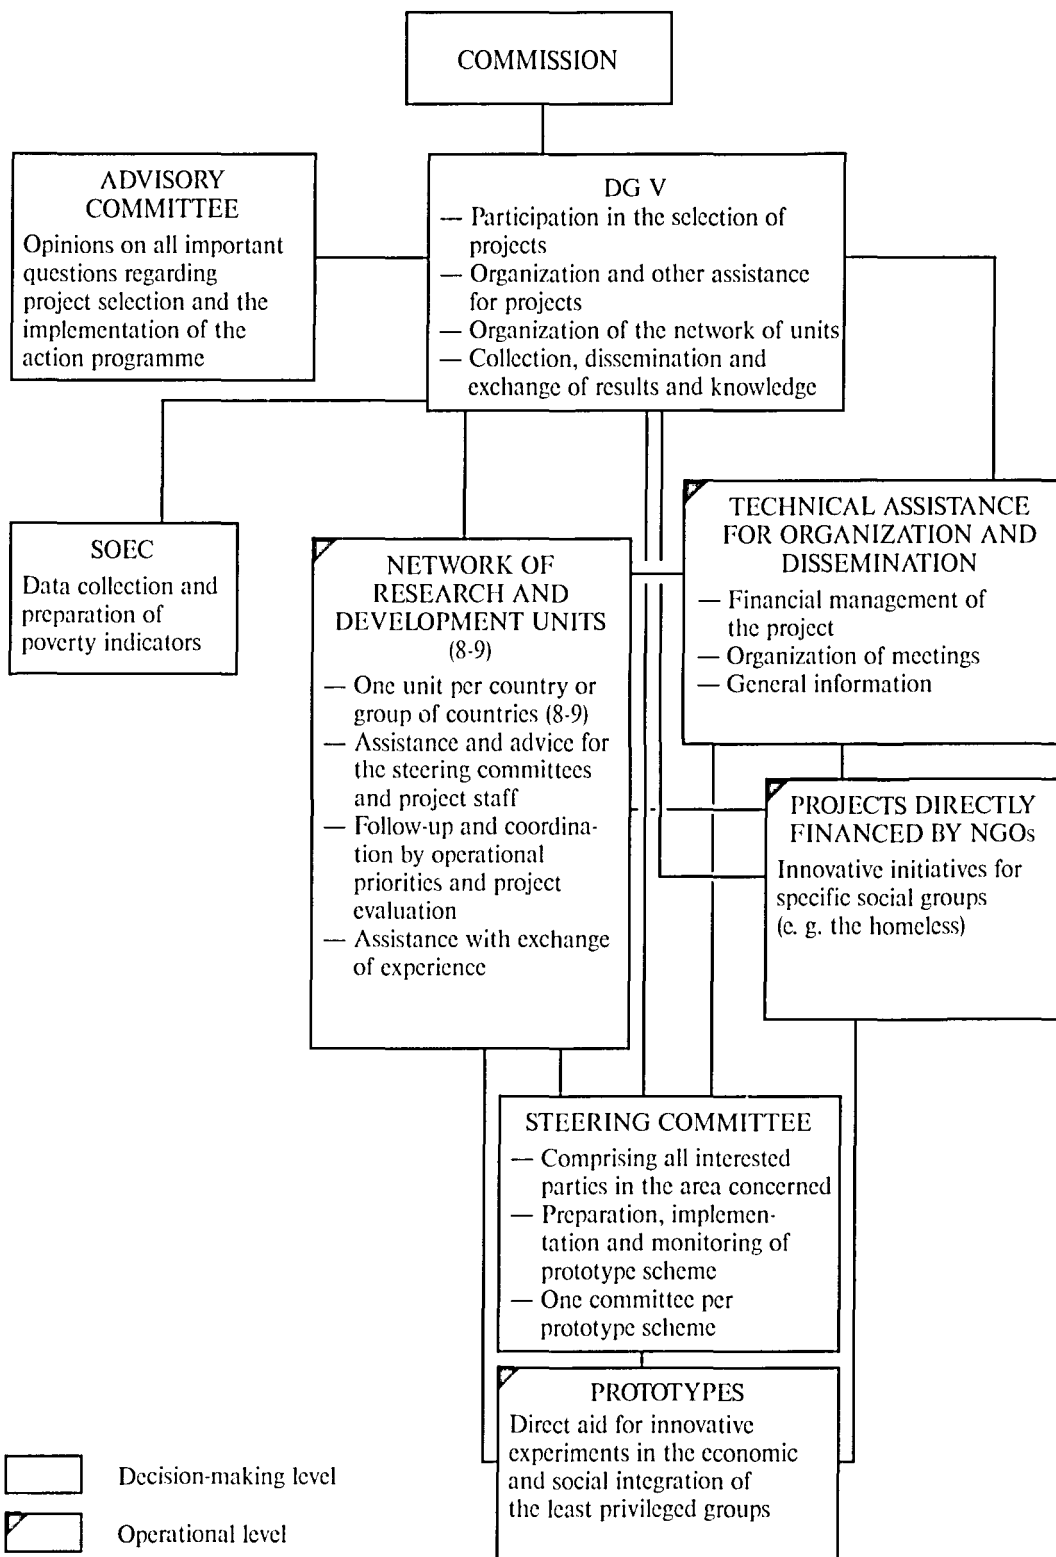 COMMISSION
ADVISORY
COMMITTEE
Opinions on all important
questions regarding
project selection and the
implementation of the
action programme
DG V
— Participation in the selection of
projects
— Organization and other assistance
for projects
— Organization of the network of units
— Collection, dissemination and
exchange of results and knowledge
SOEC
Data collection and
preparation of
poverty indicators
NETWORK OF
RESEARCH AND
DEVELOPMENT UNITS
(8-9)
— One unit per country or
group of countries (8-9)
— Assistance and advice for
the steering committees
and project staff
— Follow-up and coordina-
tion by operational
priorities and project
evaluation
— Assistance with exchange
of experience
TECHNICAL ASSISTANCE
FOR ORGANIZATION AND
DISSEMINATION
— Financial management of
the project
— Organization of meetings
— General information
PROJECTS DIRECTLY
FINANCED BY NGOs
Innovative initiatives for
specific social groups
(e. g. the homeless)
STEERING COMMITTEE
— Comprising all interested
parties in the area concerned
— Preparation, implemen-
tation and monitoring of
prototype scheme
— One committee per
prototype scheme
PROTOTYPES
Direct aid for innovative
experiments in the economic
and social integration of
the least privileged groups
Decision-making level
Operational level